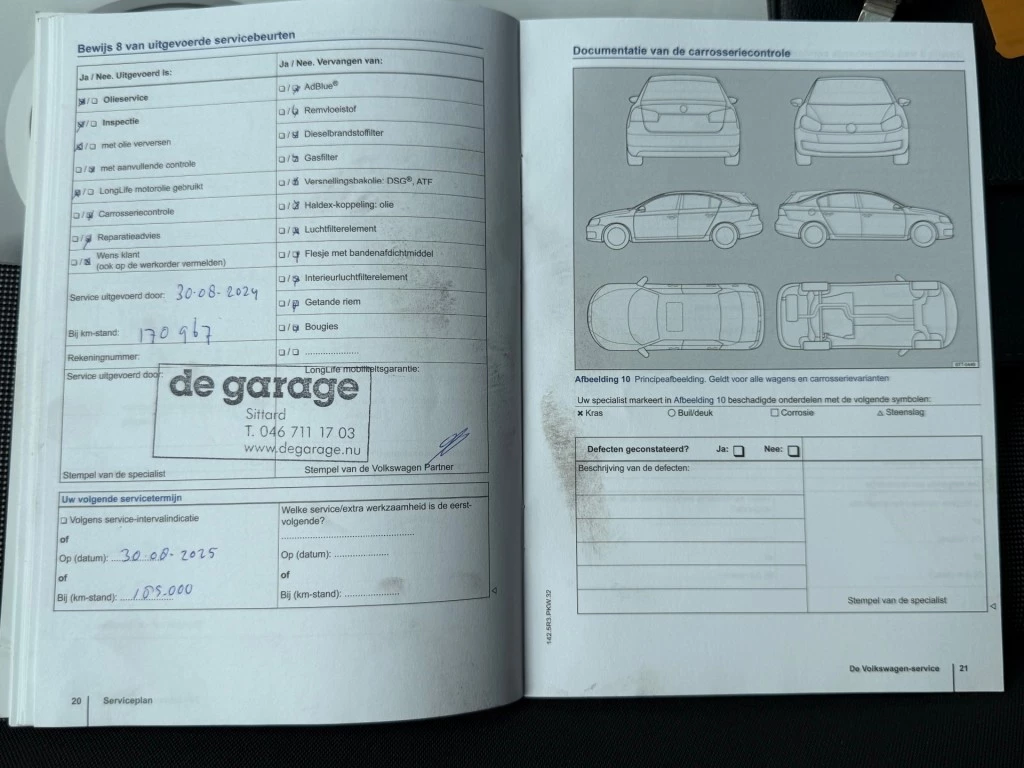 Bewijs 8 van uitgevoerde servicebeurten
Ja / Nee. Uitgevoerd is:
Olieservice
Inspectie
met olie verversen
met aanvullende controle
LongLife motorolie gebruikt
Carrosseriecontrole
Reparatieadvies
Wens klant
(ook op de werkorder vermelden)
Service uitgevoerd door: 30-08-2024
Bij km-stand: 170 967
Rekeningnummer:
Service uitgevoerd door:
Stempel van de specialist
Ja / Nee. Vervangen van:
AdBlue®
Remvloeistof
Dieselbrandstoffilter
Gasfilter
Versnellingsbakolie: DSG®, ATF
Haldex-koppeling: olie
Luchtfilterelement
Flesje met bandenafdichtmiddel
Interieurluchtfilterelement
Getande riem
Bougies
....................
LongLife mobiliteitsgarantie:
de garage
Sittard
T. 046 711 17 03
www.degarage.nu
Stempel van de Volkswagen Partner
Uw volgende servicetermijn
Volgens service-intervalindicatie
of
Op (datum): 30-08-2025
of
Bij (km-stand): 185.000
Welke service/extra werkzaamheid is de eerst-
volgende?
Op (datum): ....................
of
Bij (km-stand): ....................
20 Serviceplan
Documentatie van de carrosseriecontrole
Afbeelding 10 Principeafbeelding. Geldt voor alle wagens en carrosserievarianten
Uw specialist markeert in Afbeelding 10 beschadigde onderdelen met de volgende symbolen:
× Kras ○ Buil/deuk □ Corrosie △ Steenslag
Defecten geconstateerd? Ja: □ Nee: □
Beschrijving van de defecten:
Stempel van de specialist
142.5R3.PKW.32
De Volkswagen-service 21